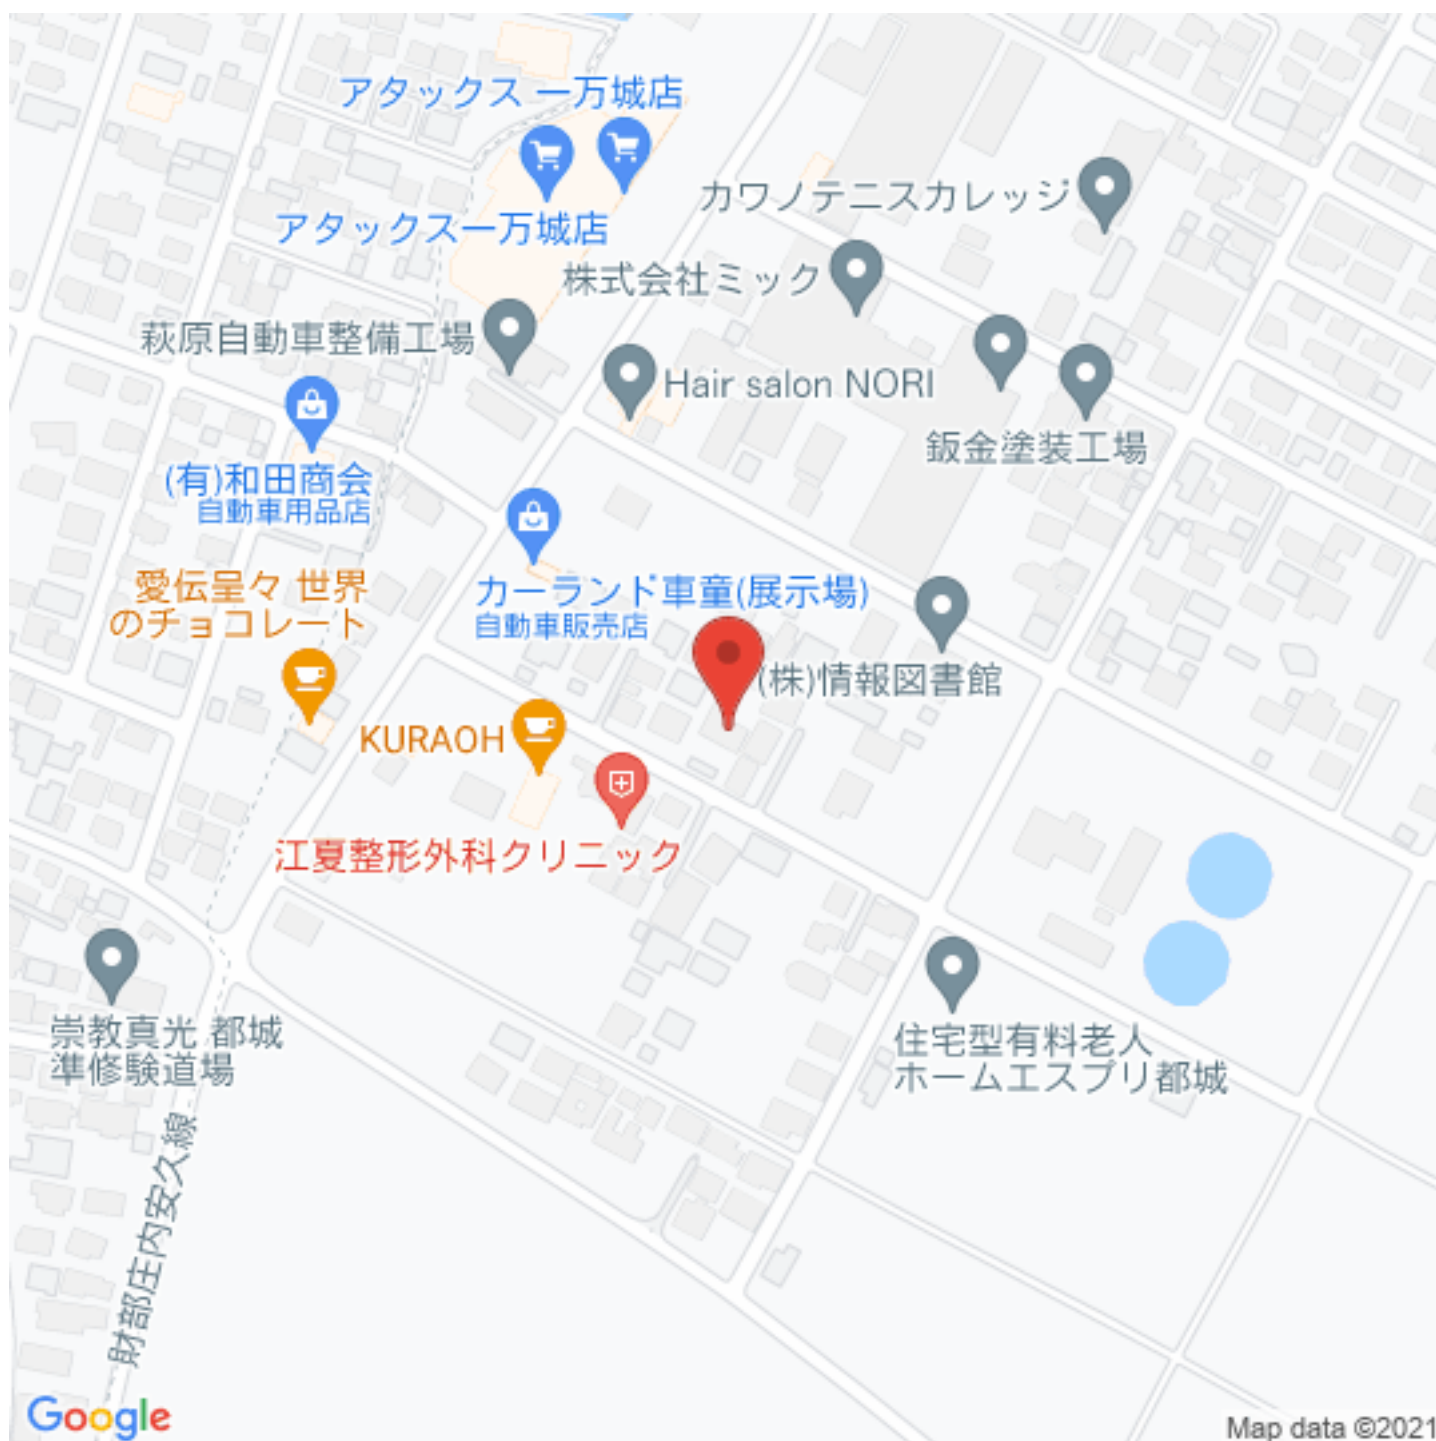 アタックス 一万城店
アタックス一万城店
カワノテニスカレッジ
株式会社ミック
萩原自動車整備工場
Hair salon NORI
鈑金塗装工場
(有)和田商会
自動車用品店
カーランド車童(展示場)
自動車販売店
愛伝呈々 世界
のチョコレート
(株)情報図書館
KURAOH
江夏整形外科クリニック
崇教真光 都城
準修験道場
住宅型有料老人
ホームエスプリ都城
財部庄内安久線
Google
Map data ©2021